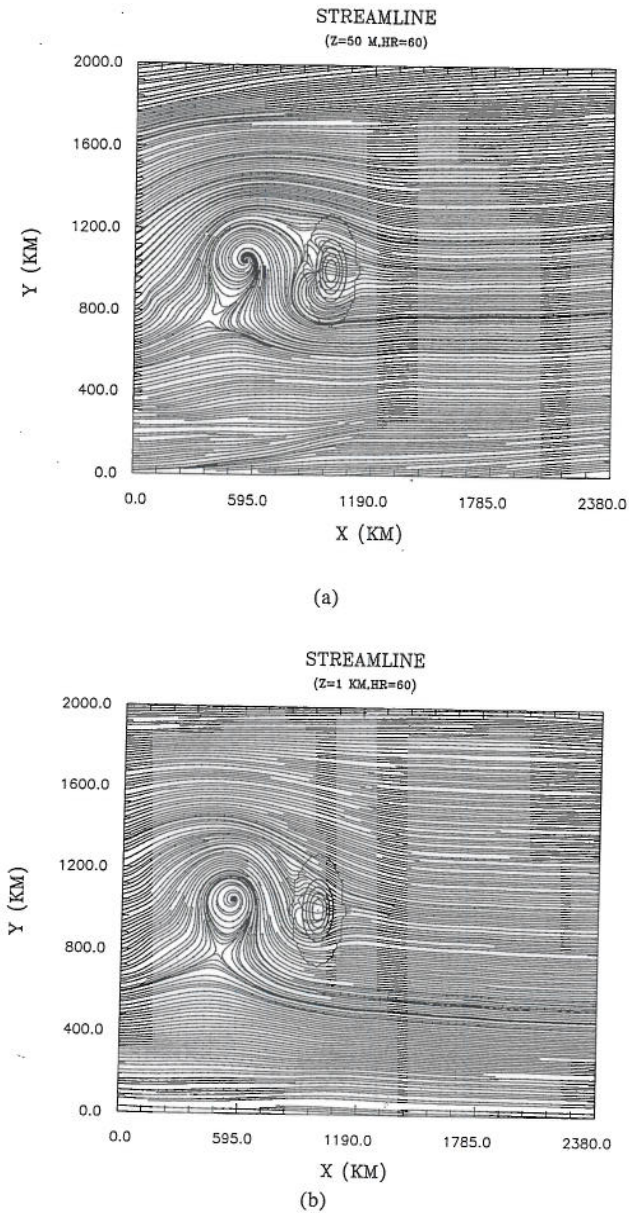 STREAMLINE
(Z=50 M,HR=60)
2000.0
1600.0
1200.0
800.0
400.0
0.0
Y (KM)
0.0 595.0 1190.0 1785.0 2380.0
X (KM)
(a)
STREAMLINE
(Z=1 KM,HR=60)
2000.0
1600.0
1200.0
800.0
400.0
0.0
Y (KM)
0.0 595.0 1190.0 1785.0 2380.0
X (KM)
(b)